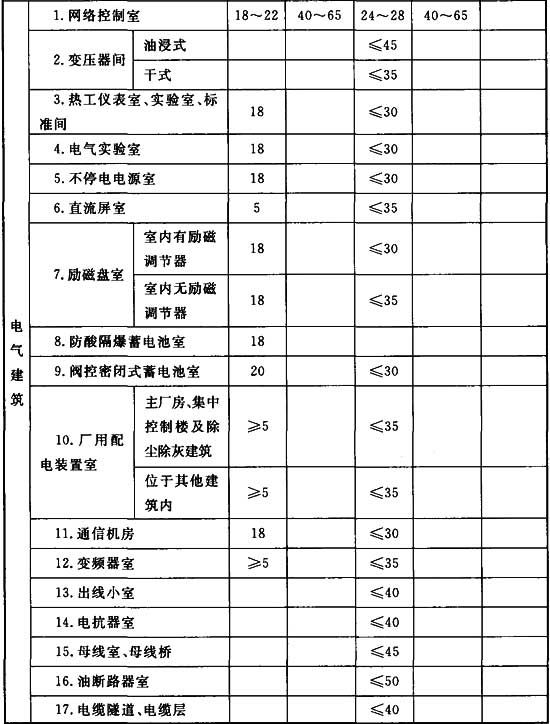 电气建筑
1.网络控制室 18～22 40～65 24～28 40～65
2.变压器间 油浸式 ≤45
干式 ≤35
3.热工仪表室、实验室、标
准间 18 ≤30
4.电气实验室 18 ≤30
5.不停电电源室 18 ≤30
6.直流屏室 5 ≤35
7.励磁盘室 室内有励磁
调节器 18 ≤30
室内无励磁
调节器 18 ≤35
8.防酸隔爆蓄电池室 18
9.阀控密闭式蓄电池室 20 ≤30
10.厂用配
电装置室 主厂房、集中
控制楼及除
尘除灰建筑 ≥5 ≤35
位于其他建
筑内 ≥5 ≤35
11.通信机房 18 ≤30
12.变频器室 ≥5 ≤35
13.出线小室 ≤40
14.电抗器室 ≤40
15.母线室、母线桥 ≤45
16.油断路器室 ≤50
17.电缆隧道、电缆层 ≤40